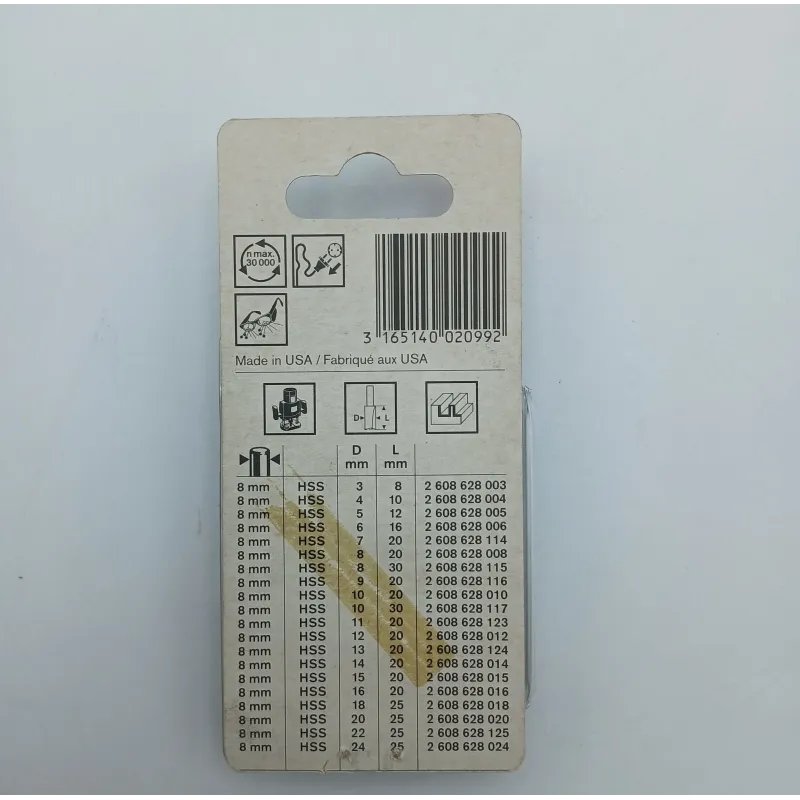 n max.
30 000
3 165140 020992
Made in USA / Fabriqué aux USA
D L
D L
mm mm
8 mm HSS 3 8 2 608 628 003
8 mm HSS 4 10 2 608 628 004
8 mm HSS 5 12 2 608 628 005
8 mm HSS 6 16 2 608 628 006
8 mm HSS 7 20 2 608 628 114
8 mm HSS 8 20 2 608 628 008
8 mm HSS 8 30 2 608 628 115
8 mm HSS 9 20 2 608 628 116
8 mm HSS 10 20 2 608 628 010
8 mm HSS 10 30 2 608 628 117
8 mm HSS 11 20 2 608 628 123
8 mm HSS 12 20 2 608 628 012
8 mm HSS 13 20 2 608 628 124
8 mm HSS 14 20 2 608 628 014
8 mm HSS 15 20 2 608 628 015
8 mm HSS 16 20 2 608 628 016
8 mm HSS 18 25 2 608 628 018
8 mm HSS 20 25 2 608 628 020
8 mm HSS 22 25 2 608 628 125
8 mm HSS 24 25 2 608 628 024